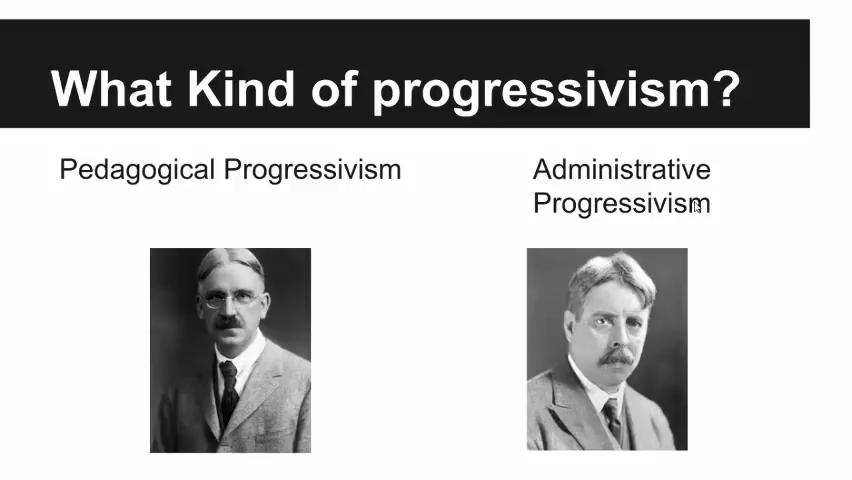 What Kind of progressivism?
Pedagogical Progressivism
Administrative
Progressivism